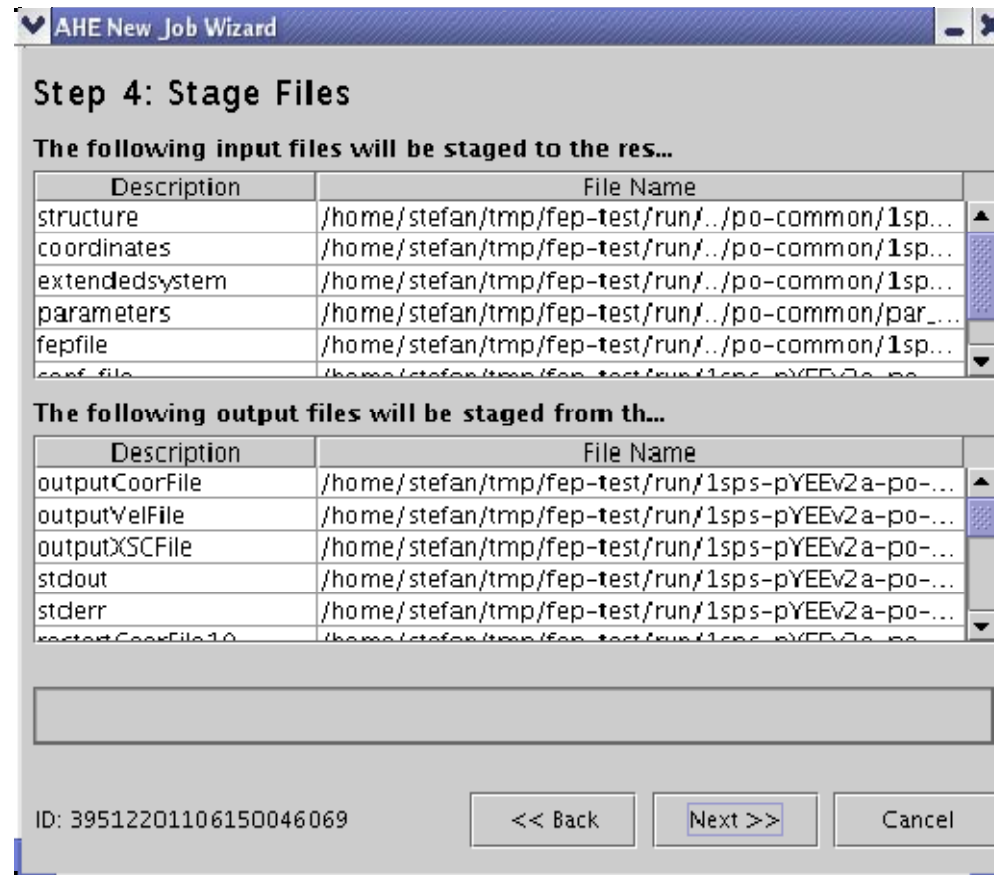 AHE New Job Wizard
Step 4: Stage Files
The following input files will be staged to the res...
Description File Name
structure /home/stefan/tmp/fep-test/run/../po-common/1sp...
coordinates /home/stefan/tmp/fep-test/run/../po-common/1sp...
extendedsystem /home/stefan/tmp/fep-test/run/../po-common/1sp...
parameters /home/stefan/tmp/fep-test/run/../po-common/par_...
fepfile /home/stefan/tmp/fep-test/run/../po-common/1sp...
The following output files will be staged from th...
Description File Name
outputCoorFile /home/stefan/tmp/fep-test/run/1sps-pYEEv2a-po-...
outputVelFile /home/stefan/tmp/fep-test/run/1sps-pYEEv2a-po-...
outputXSCFile /home/stefan/tmp/fep-test/run/1sps-pYEEv2a-po-...
stdout /home/stefan/tmp/fep-test/run/1sps-pYEEv2a-po-...
stderr /home/stefan/tmp/fep-test/run/1sps-pYEEv2a-po-...
ID: 39512201106150046069
<< Back Next >> Cancel